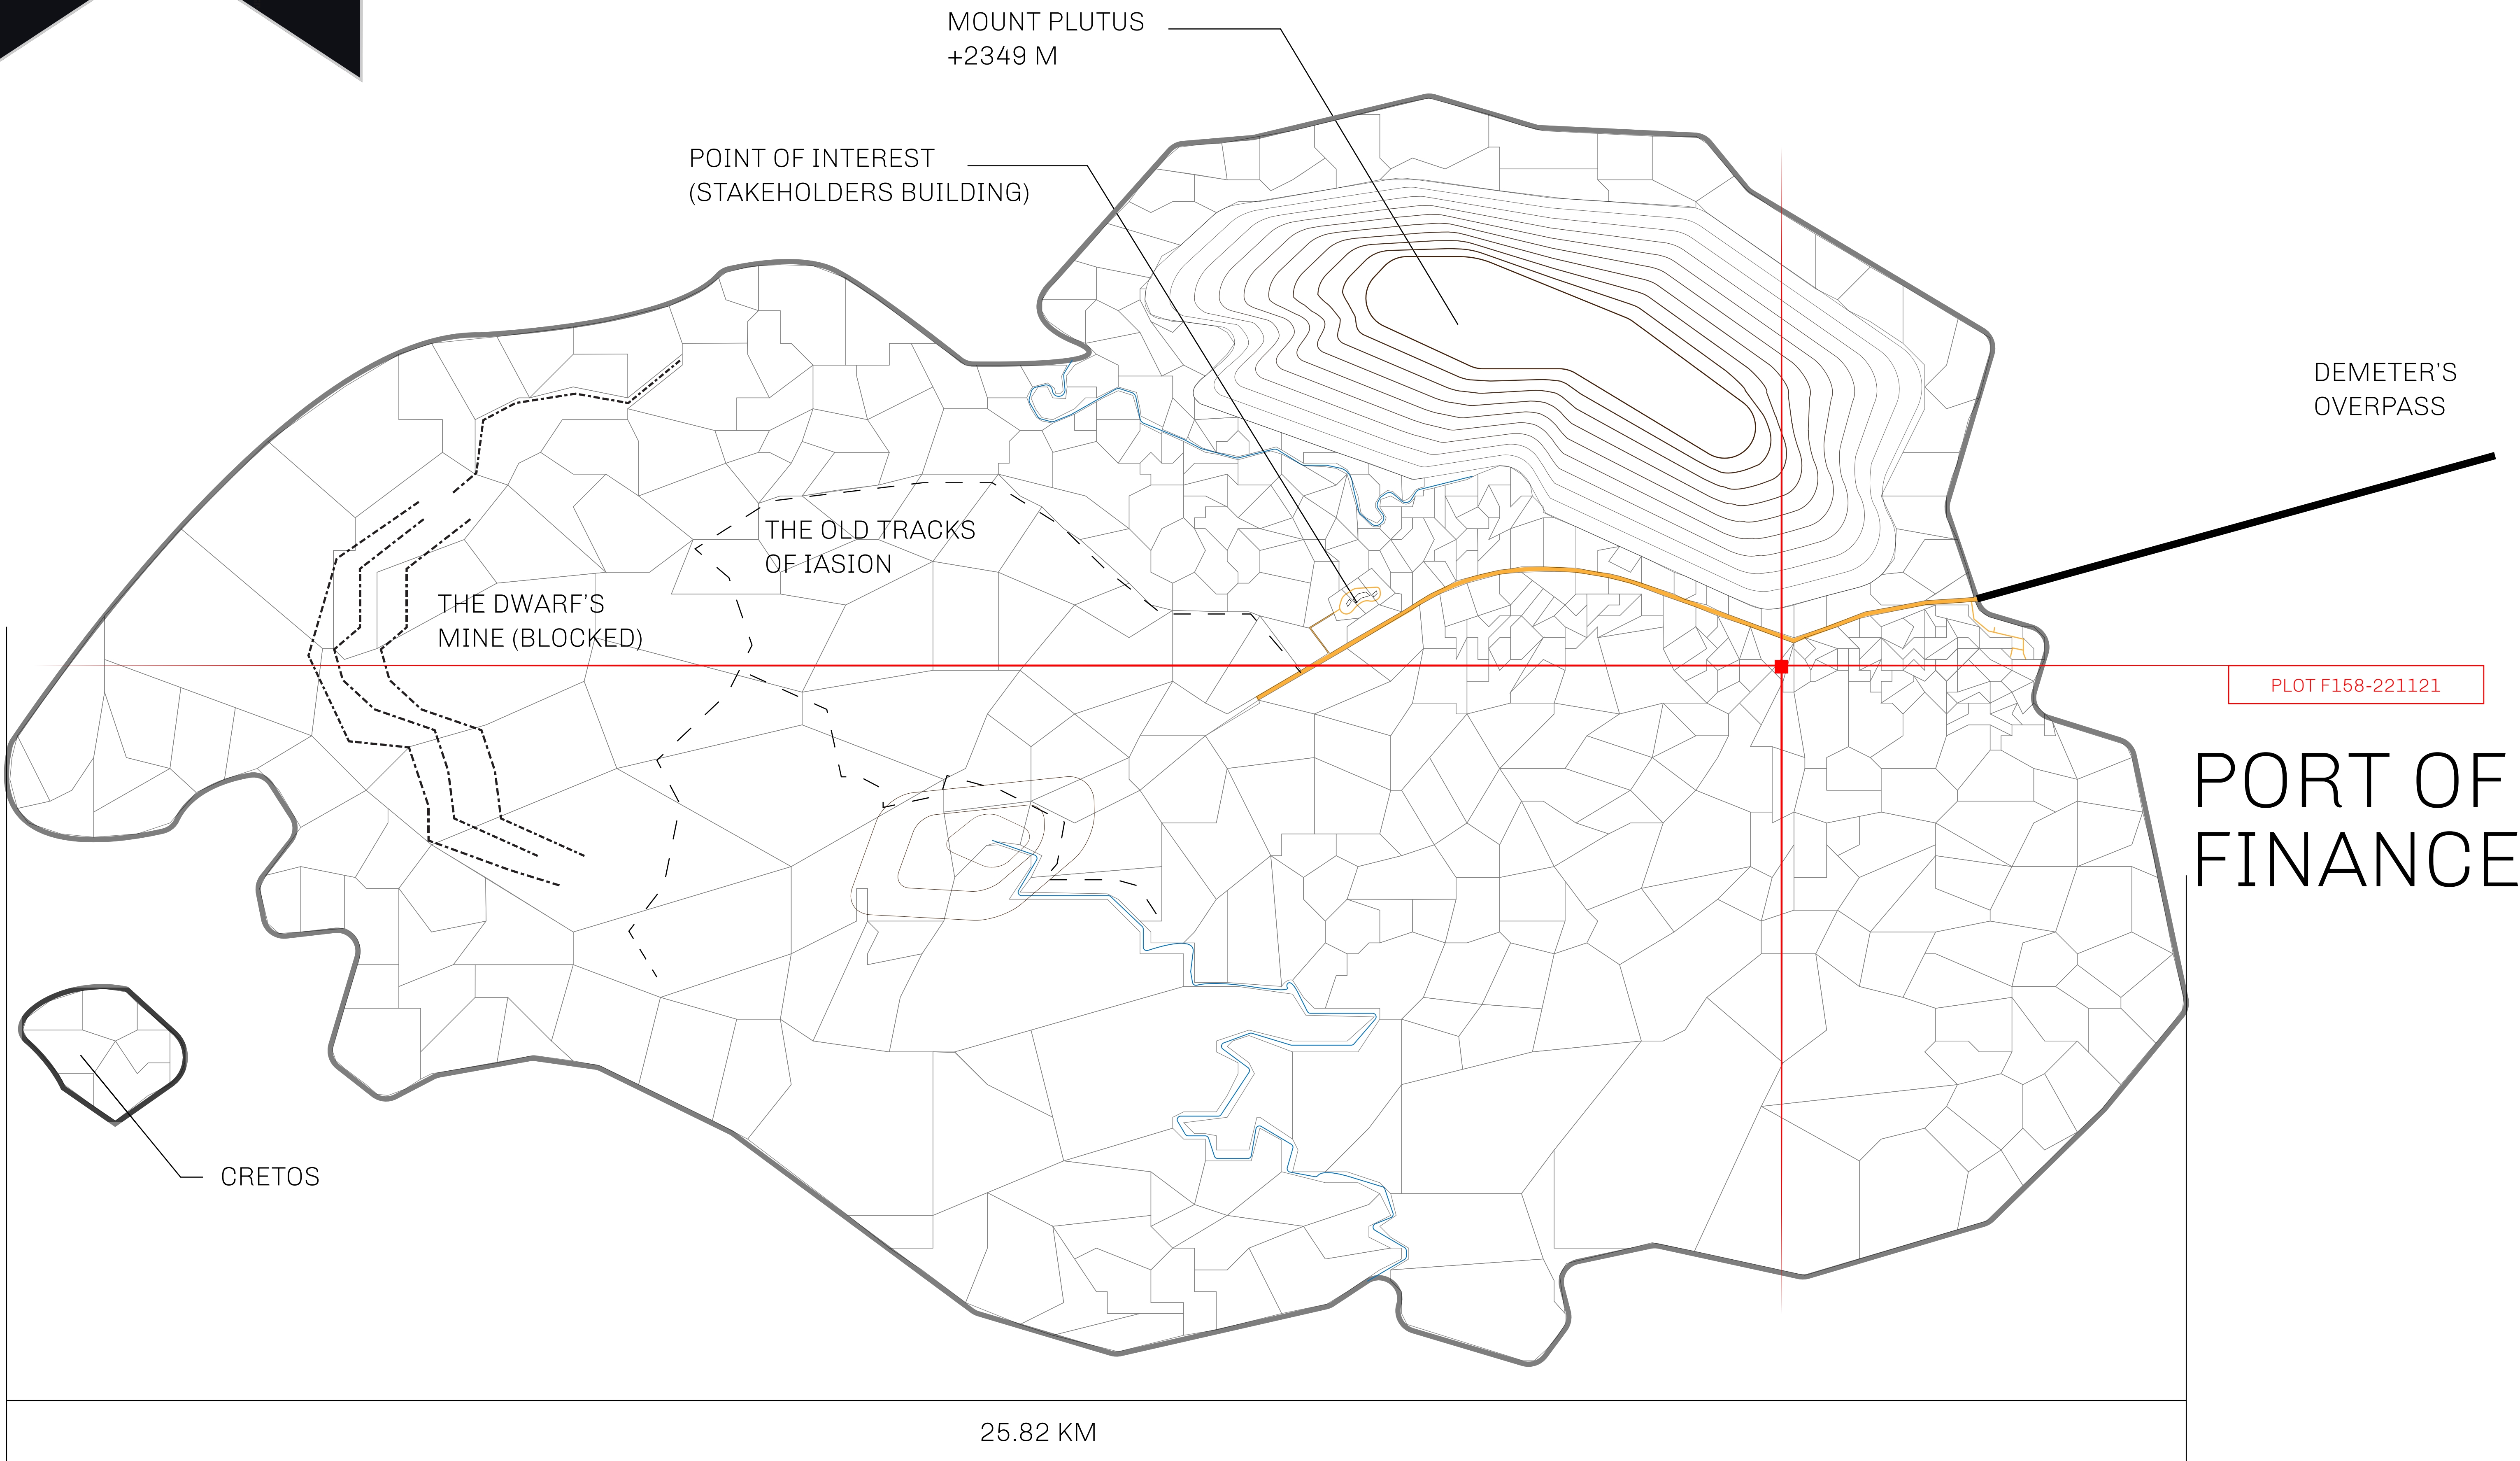 MOUNT PLUTUS
+2349 M
POINT OF INTEREST
(STAKEHOLDERS BUILDING)
DEMETER'S
OVERPASS
THE OLD TRACKS
OF IASION
THE DWARF'S
MINE (BLOCKED)
PLOT F158-221121
PORT OF
FINANCE
CRETOS
25.82 KM